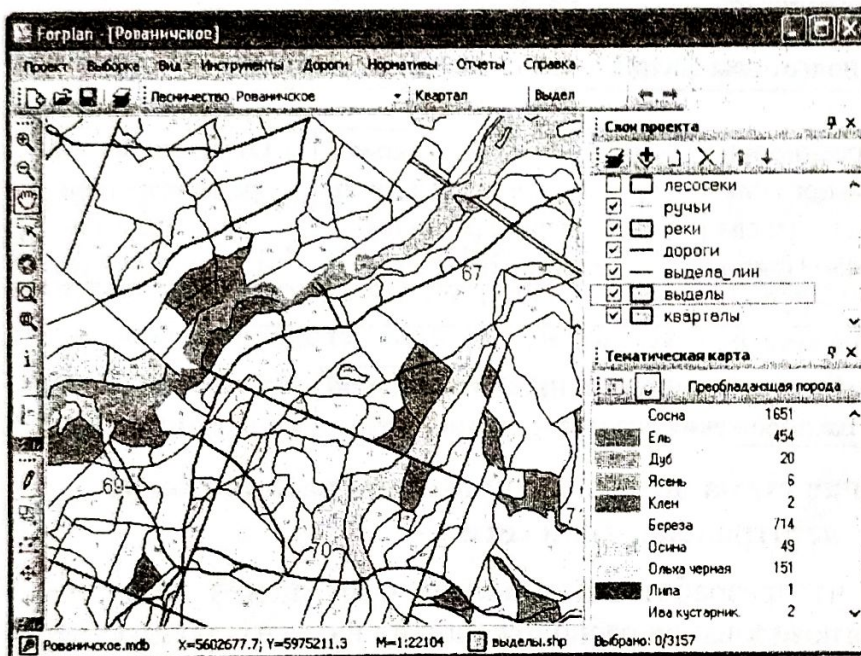 Forplan - [Рованичское]
Проект Выборка Вид Инструменты Дороги Нормативы Отчеты Справка
Лесничество Рованичское Квартал Выдел
Слои проекта
лесосеки
ручьи
реки
дороги
выдела_лин
выделы
кварталы
67
69
70
7
Тематическая карта
Преобладающая порода
Сосна 1651
Ель 454
Дуб 20
Ясень 6
Клен 2
Береза 714
Осина 49
Ольха черная 151
Липа 1
Ива кустарник. 2
Рованичское.mdb X=5602677.7; Y=5975211.3 M=1:22104 выделы.shp Выбрано: 0/3157